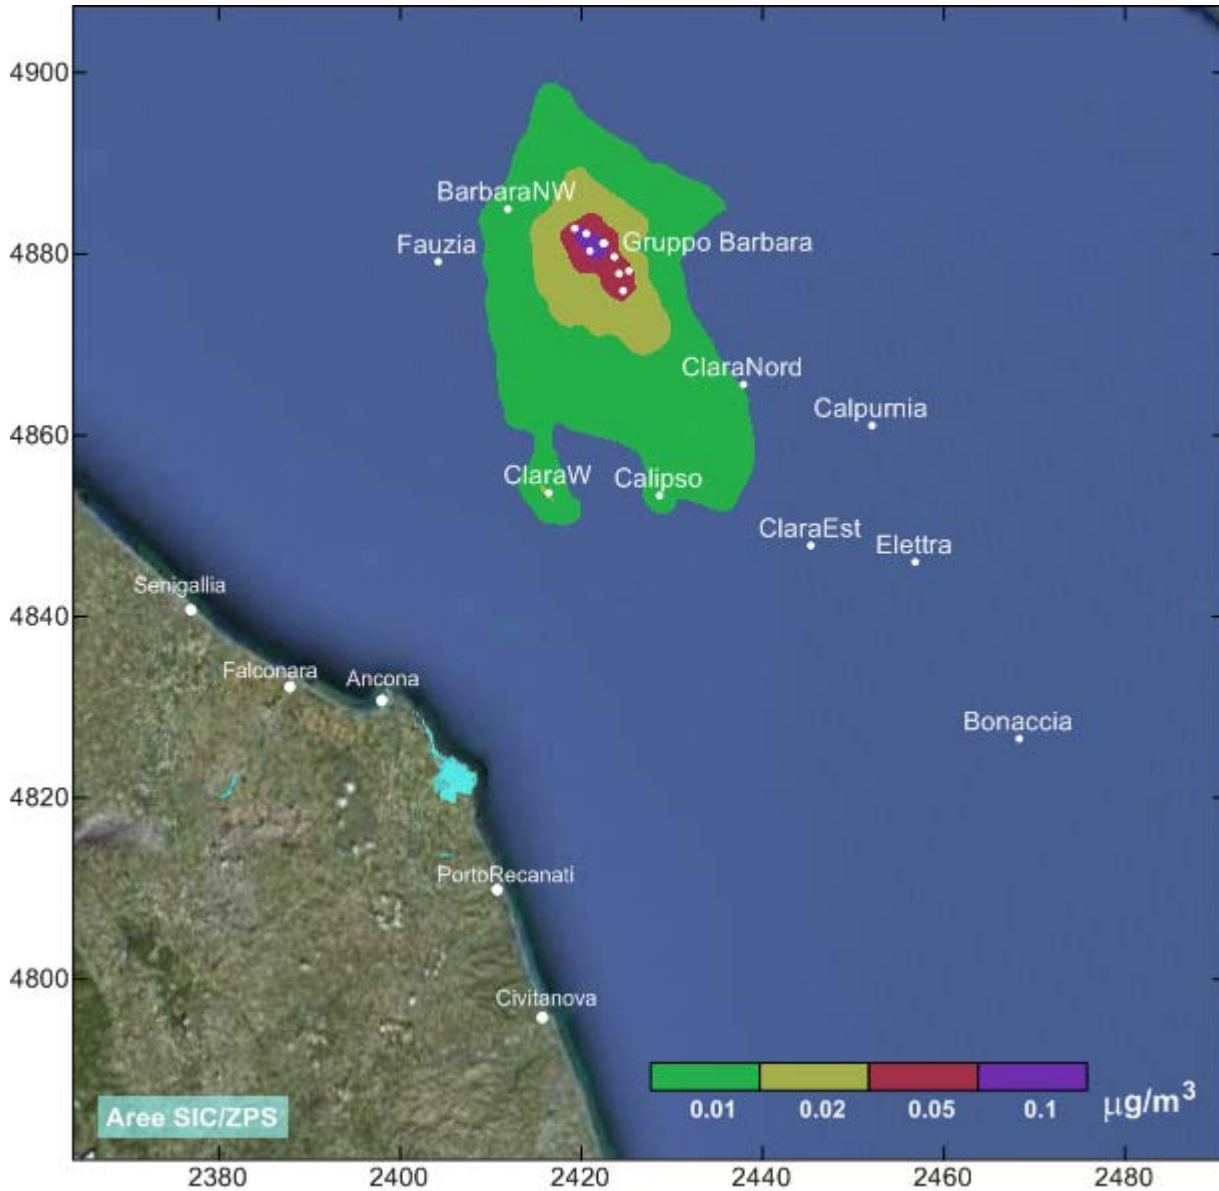 4900
BarbaraNW
Fauzia
Gruppo Barbara
4880
ClaraNord
Calpurnia
4860
ClaraW
Calipso
ClaraEst
Elettra
Senigallia
4840
Falconara
Ancona
Bonaccia
4820
PortoRecanati
4800
Civitanova
Aree SIC/ZPS
0.01 0.02 0.05 0.1 µg/m³
2380 2400 2420 2440 2460 2480